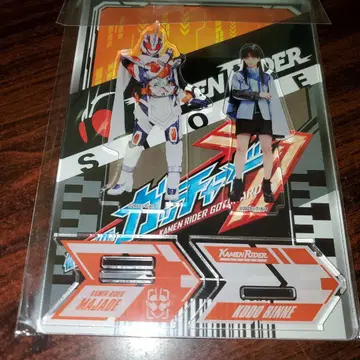 KAMEN RIDER
STORE
ガッチャード
KAMEN RIDER GOTCHARD
KAMEN RIDER
MAJADE
KAMEN RIDER
KUDO RINNE